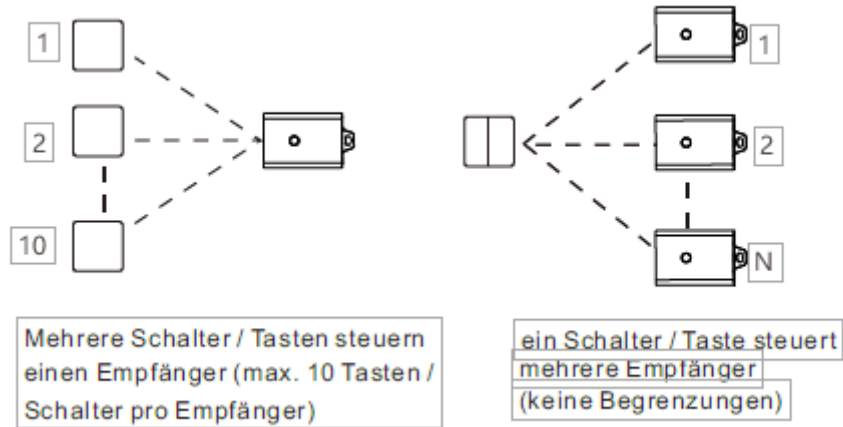 1
2
10
Mehrere Schalter / Tasten steuern
einen Empfänger (max. 10 Tasten /
Schalter pro Empfänger)
1
2
N
ein Schalter / Taste steuert
mehrere Empfänger
(keine Begrenzungen)